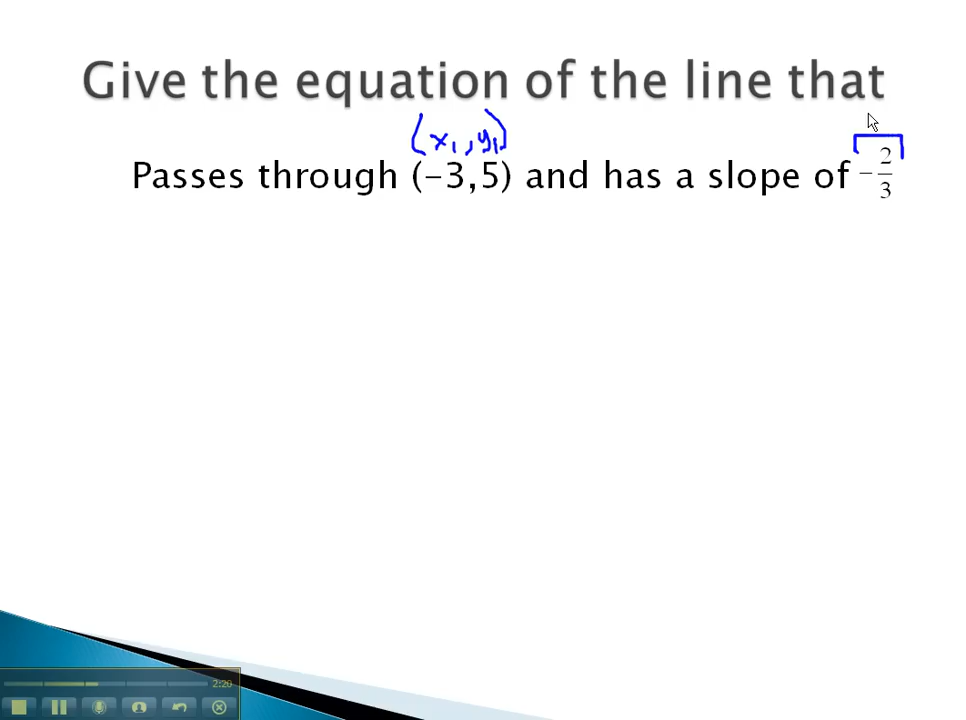 Give the equation of the line that
(x₁, y₁)
Passes through (-3,5) and has a slope of -2/3
2:20